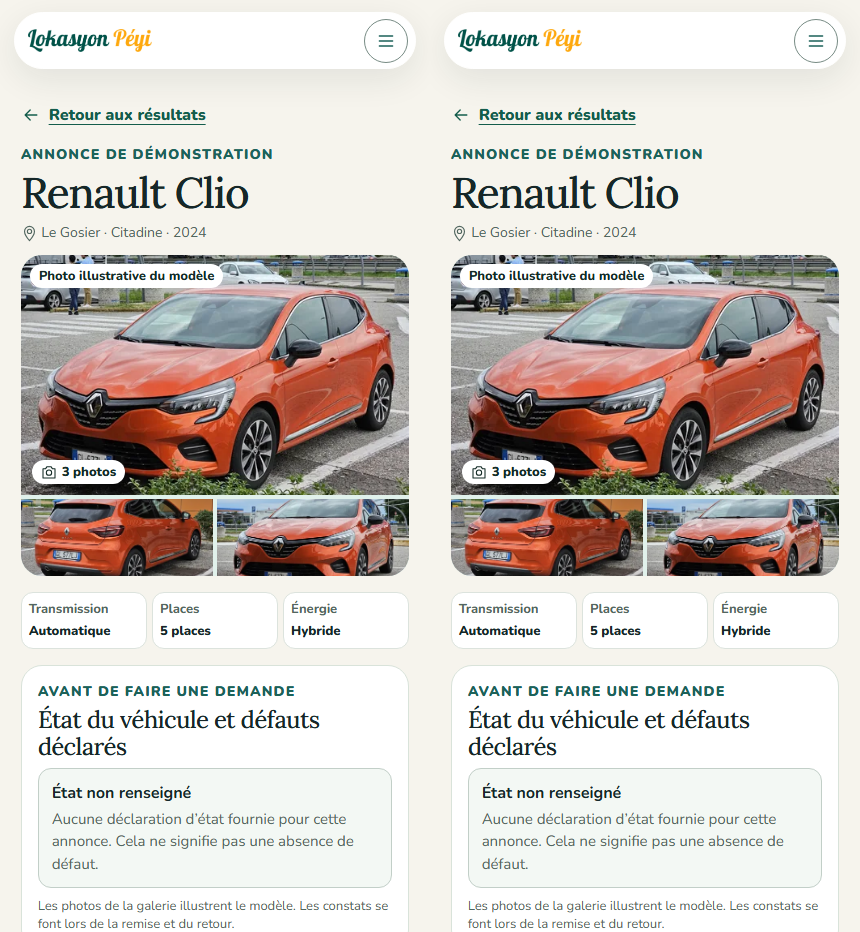 Lokasyon Péyi
Retour aux résultats
ANNONCE DE DÉMONSTRATION
Renault Clio
Le Gosier · Citadine · 2024
Photo illustrative du modèle
3 photos
Transmission
Automatique
Places
5 places
Énergie
Hybride
AVANT DE FAIRE UNE DEMANDE
État du véhicule et défauts
déclarés
État non renseigné
Aucune déclaration d’état fournie pour cette
annonce. Cela ne signifie pas une absence de
défaut.
Les photos de la galerie illustrent le modèle. Les constats se
font lors de la remise et du retour.
Lokasyon Péyi
Retour aux résultats
ANNONCE DE DÉMONSTRATION
Renault Clio
Le Gosier · Citadine · 2024
Photo illustrative du modèle
3 photos
Transmission
Automatique
Places
5 places
Énergie
Hybride
AVANT DE FAIRE UNE DEMANDE
État du véhicule et défauts
déclarés
État non renseigné
Aucune déclaration d’état fournie pour cette
annonce. Cela ne signifie pas une absence de
défaut.
Les photos de la galerie illustrent le modèle. Les constats se
font lors de la remise et du retour.